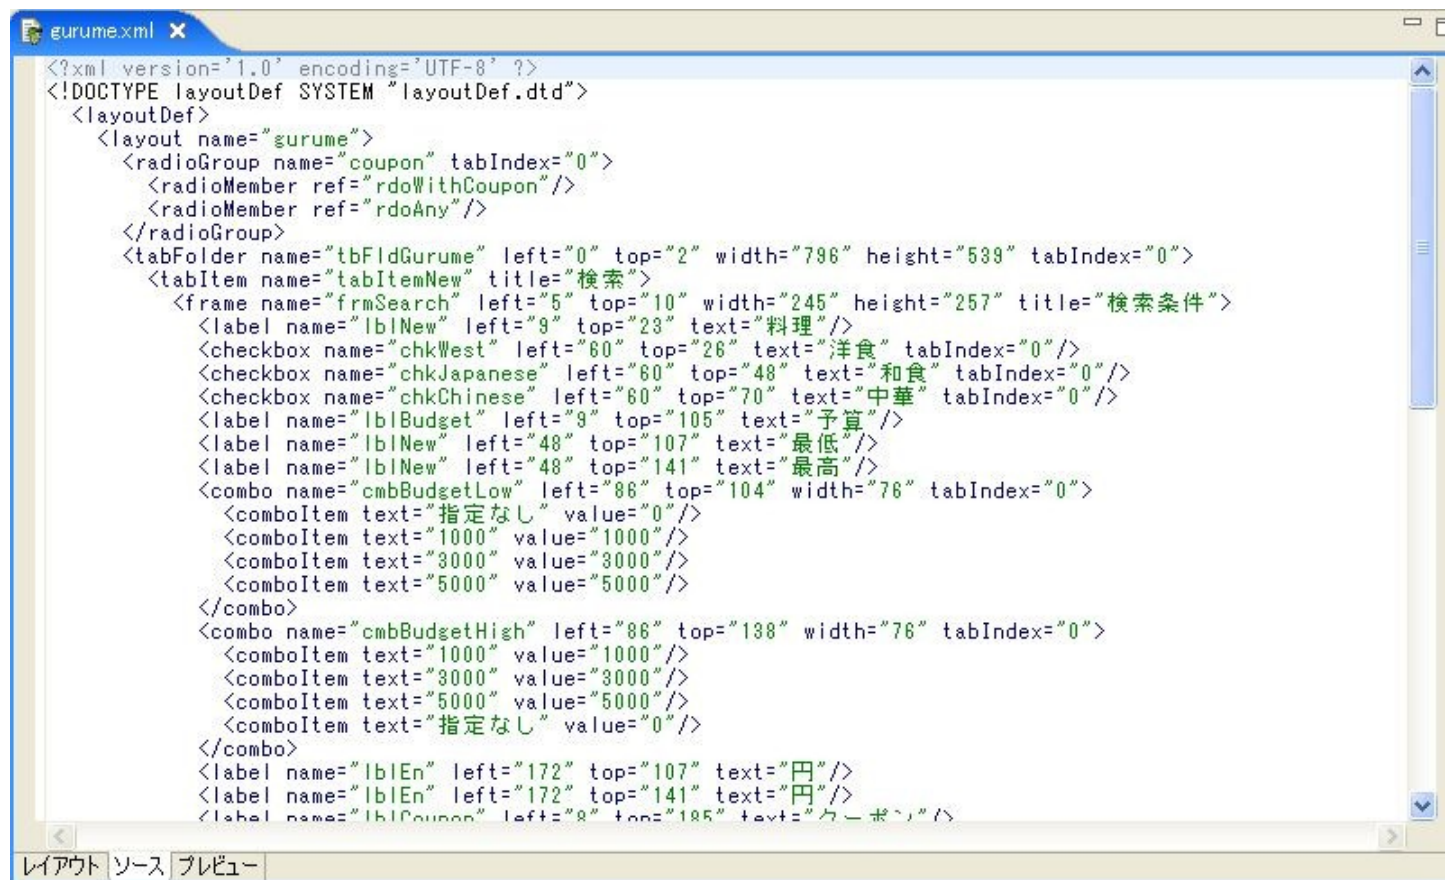 gurume.xml
<?xml version='1.0' encoding='UTF-8' ?>
<!DOCTYPE layoutDef SYSTEM "layoutDef.dtd">
<layoutDef>
<layout name="gurume">
<radioGroup name="coupon" tabIndex="0">
<radioMember ref="rdoWithCoupon"/>
<radioMember ref="rdoAny"/>
</radioGroup>
<tabFolder name="tbFldGurume" left="0" top="2" width="796" height="539" tabIndex="0">
<tabItem name="tabItemNew" title="検索">
<frame name="frmSearch" left="5" top="10" width="245" height="257" title="検索条件">
<label name="lblNew" left="9" top="23" text="料理"/>
<checkbox name="chkWest" left="60" top="26" text="洋食" tabIndex="0"/>
<checkbox name="chkJapanese" left="60" top="48" text="和食" tabIndex="0"/>
<checkbox name="chkChinese" left="60" top="70" text="中華" tabIndex="0"/>
<label name="lblBudget" left="9" top="105" text="予算"/>
<label name="lblNew" left="48" top="107" text="最低"/>
<label name="lblNew" left="48" top="141" text="最高"/>
<combo name="cmbBudgetLow" left="86" top="104" width="76" tabIndex="0">
<comboItem text="指定なし" value="0"/>
<comboItem text="1000" value="1000"/>
<comboItem text="3000" value="3000"/>
<comboItem text="5000" value="5000"/>
</combo>
<combo name="cmbBudgetHigh" left="86" top="138" width="76" tabIndex="0">
<comboItem text="1000" value="1000"/>
<comboItem text="3000" value="3000"/>
<comboItem text="5000" value="5000"/>
<comboItem text="指定なし" value="0"/>
</combo>
<label name="lblEn" left="172" top="107" text="円"/>
<label name="lblEn" left="172" top="141" text="円"/>
<label name="lblCoupon" left="8" top="185" text="クーポン"/>
レイアウト ソース プレビュー